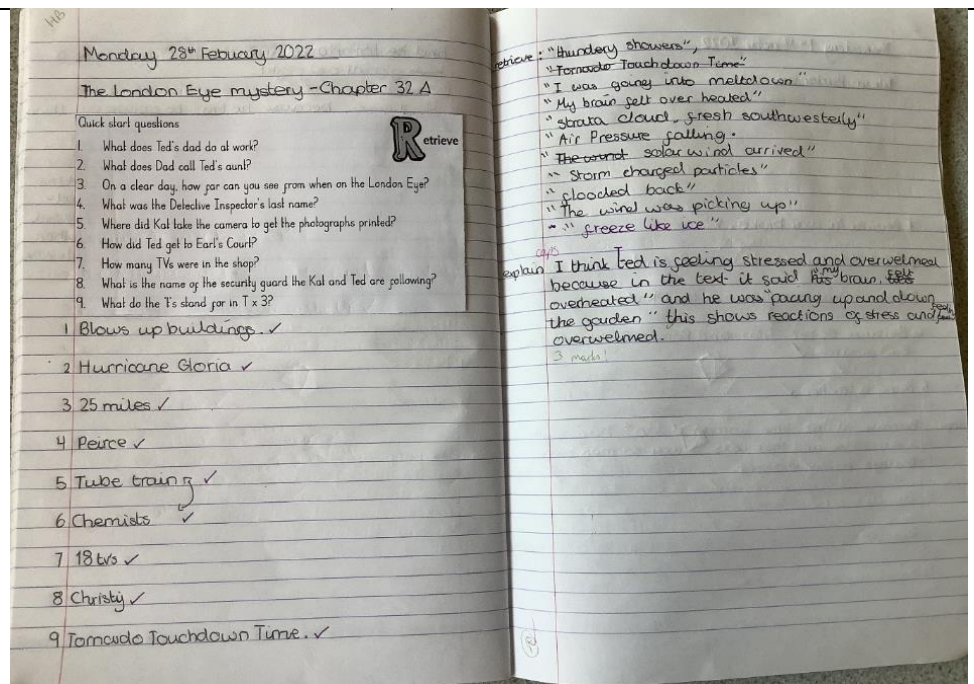 HB
Monday 28th Febuary 2022
The London Eye mystery - Chapter 32 A
Quick start questions
Retrieve
1. What does Ted's dad do at work?
2. What does Dad call Ted's aunt?
3. On a clear day, how far can you see from when on the London Eye?
4. What was the Detective Inspector's last name?
5. Where did Kat take the camera to get the photographs printed?
6. How did Ted get to Earl's Court?
7. How many TVs were in the shop?
8. What is the name of the security guard the Kat and Ted are following?
9. What do the T's stand for in T x 3?
1 Blows up buildings. ✓
2 Hurricane Gloria ✓
3 25 miles ✓
4 Peirce ✓
5 Tube train ✓
6 Chemists ✓
7 18 tvs ✓
8 Christy ✓
9 Tornado Touchdown Time. ✓
retrieve: "thundery showers",
"Tornado Touchdown Time"
"I was going into meltdown"
"My brain felt over heated"
"strata cloud, fresh southwesterly"
"Air Pressure falling.
"The wind solar wind arrived"
"Storm charged particles"
"flooded back"
"The wind was picking up"
"freeze like ice"
explain I think Ted is feeling stressed and overwelmed
because in the text it said "my brain felt
overheated" and he was "pacing up and down
the garden" this shows reactions of stress and
overwelmed.
3 marks!